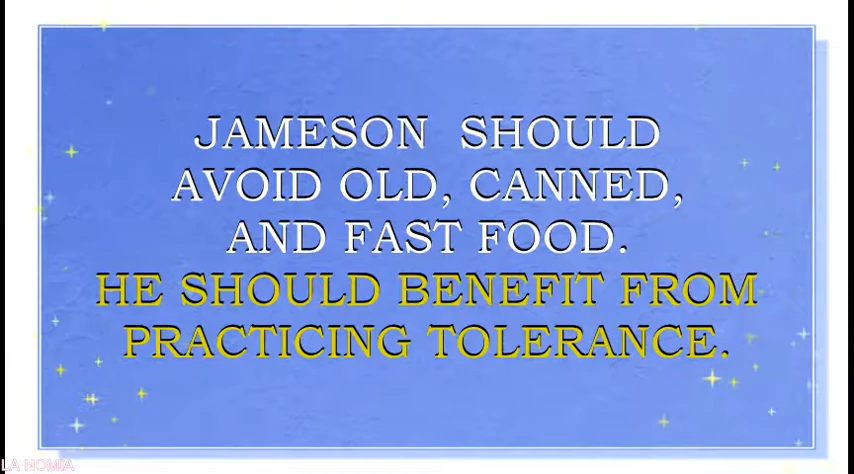 JAMESON SHOULD
AVOID OLD, CANNED,
AND FAST FOOD.
HE SHOULD BENEFIT FROM
PRACTICING TOLERANCE.
LA NOMIA